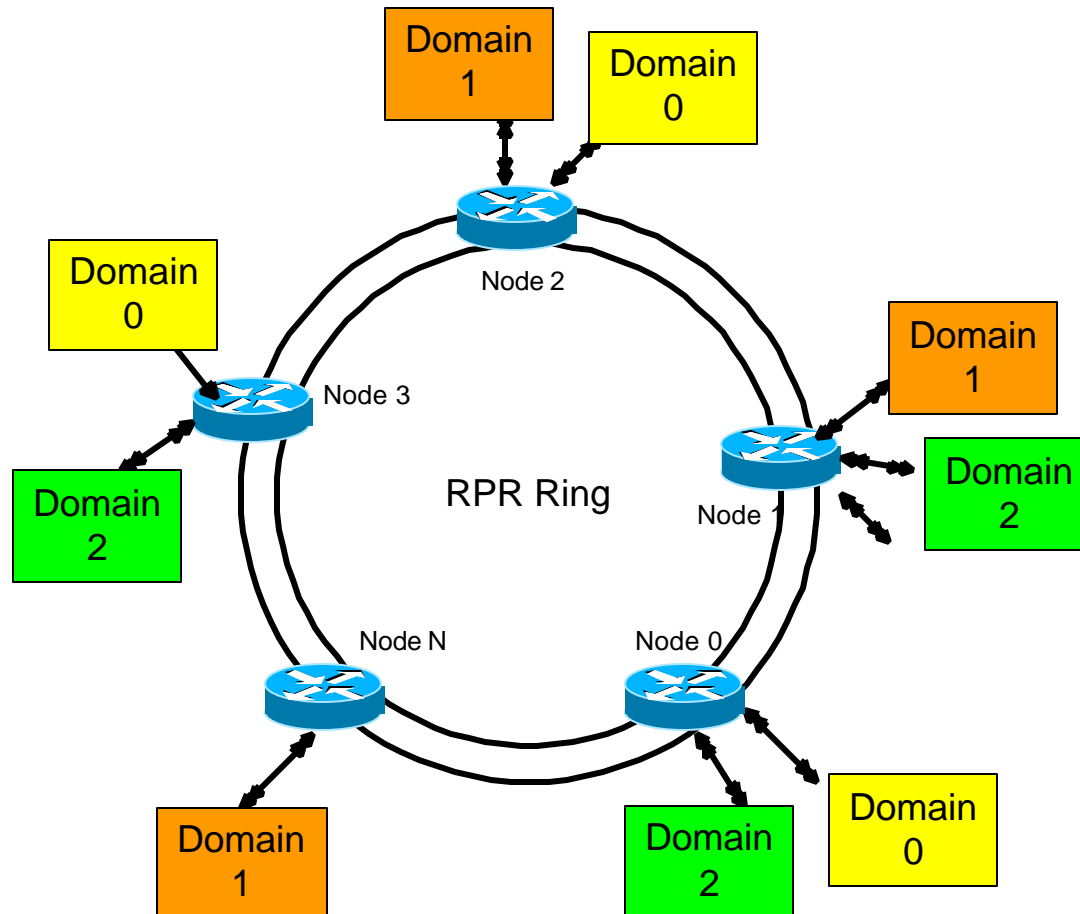 Domain
1
Domain
0
Node 2
Domain
0
Node 3
Domain
2
Domain
1
Domain
2
Node 1
RPR Ring
Node N
Node 0
Domain
1
Domain
2
Domain
0